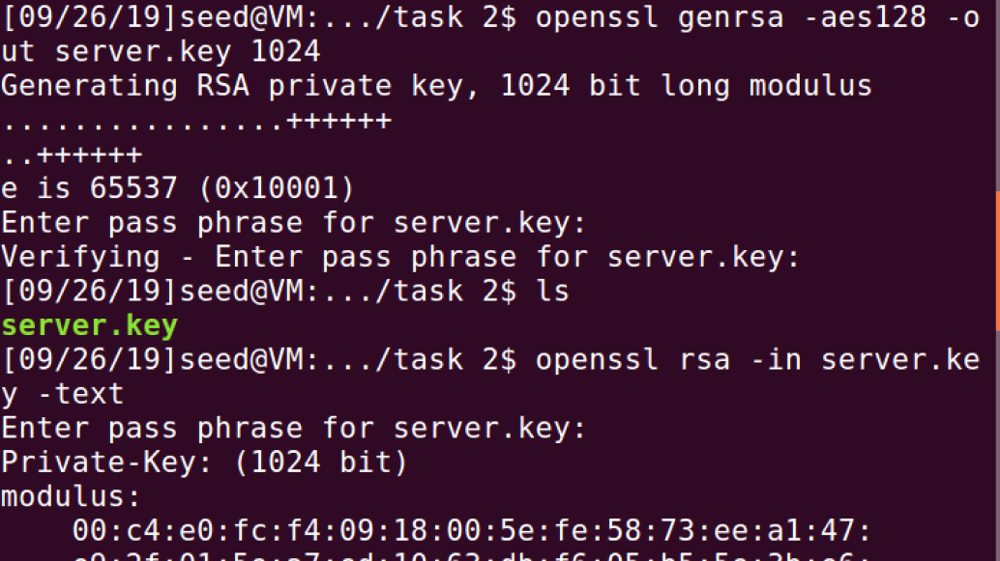 [09/26/19]seed@VM:.../task 2$ openssl genrsa -aes128 -o
ut server.key 1024
Generating RSA private key, 1024 bit long modulus
................++++++
..++++++
e is 65537 (0x10001)
Enter pass phrase for server.key:
Verifying - Enter pass phrase for server.key:
[09/26/19]seed@VM:.../task 2$ ls
server.key
[09/26/19]seed@VM:.../task 2$ openssl rsa -in server.ke
y -text
Enter pass phrase for server.key:
Private-Key: (1024 bit)
modulus:
    00:c4:e0:fc:f4:09:18:00:5e:fe:58:73:ee:a1:47: